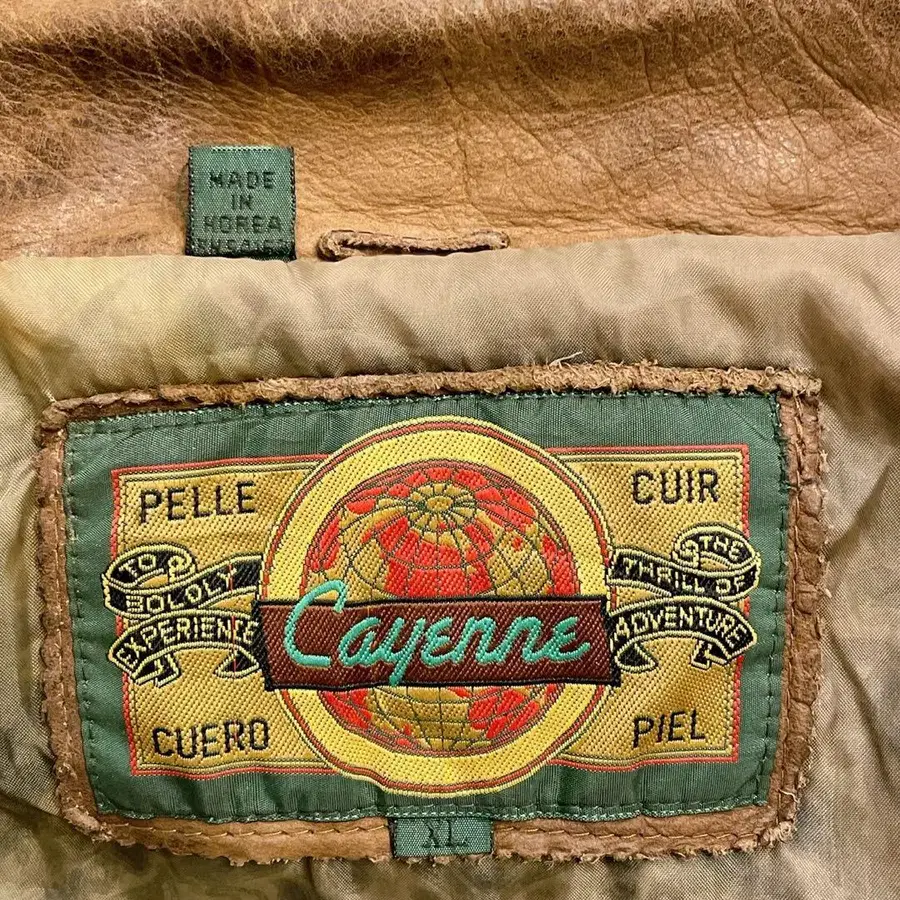 MADE
IN
KOREA
PELLE
CUIR
TO
BOLDLY
EXPERIENCE
THE
THRILL OF
ADVENTURE
Cayenne
CUERO
PIEL
XL